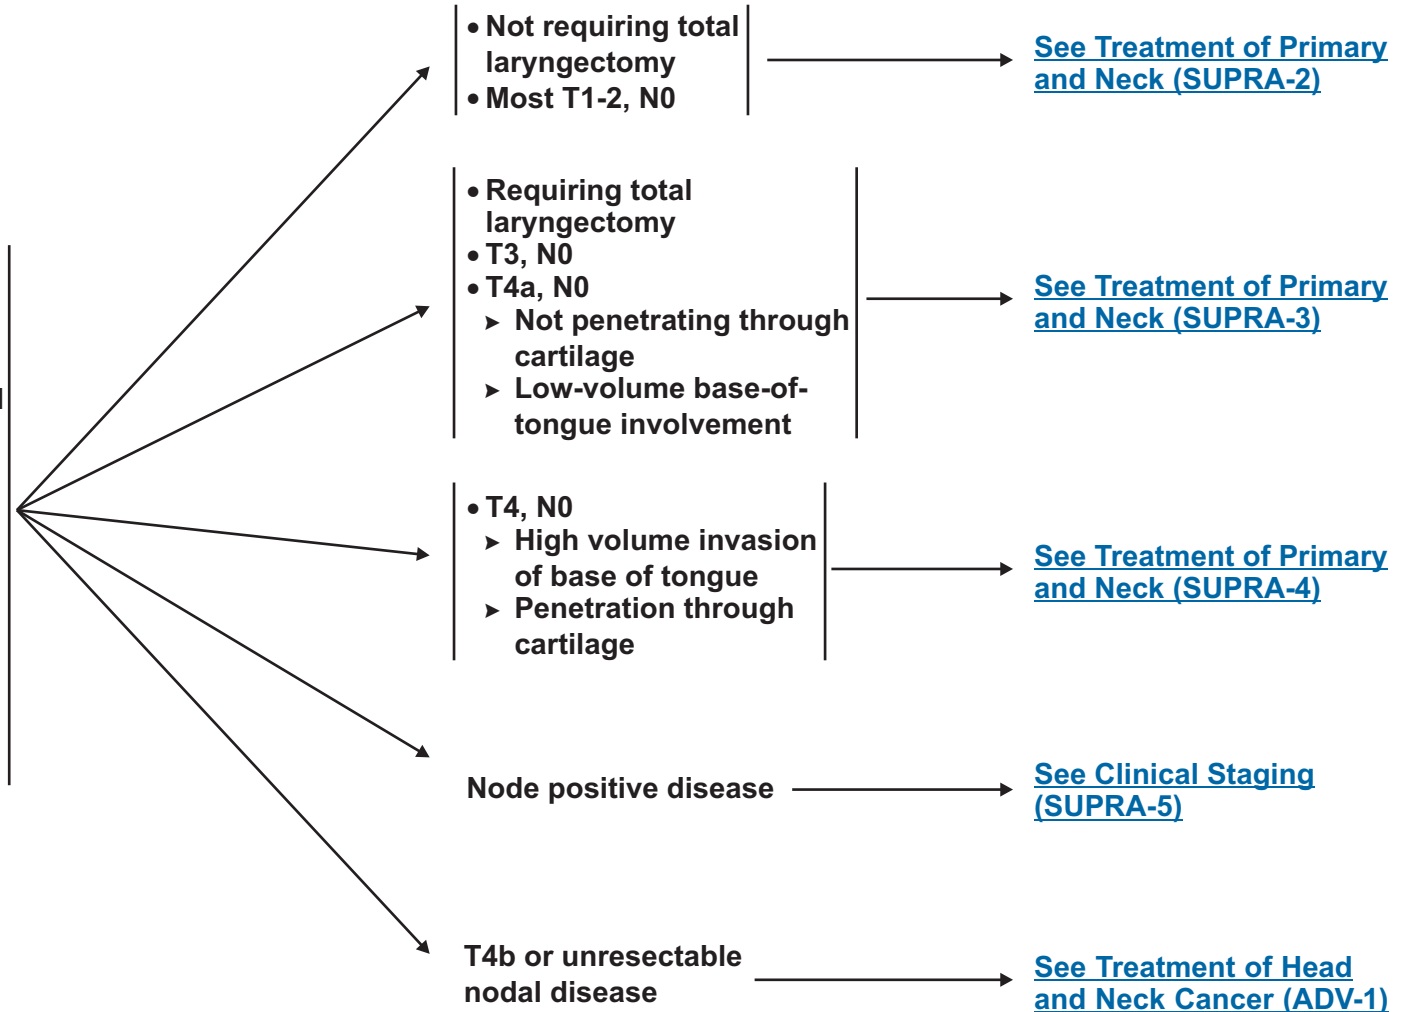 • Not requiring total
laryngectomy
• Most T1-2, N0
See Treatment of Primary
and Neck (SUPRA-2)
• Requiring total
laryngectomy
• T3, N0
• T4a, N0
➤ Not penetrating through
cartilage
➤ Low-volume base-of-
tongue involvement
See Treatment of Primary
and Neck (SUPRA-3)
• T4, N0
➤ High volume invasion
of base of tongue
➤ Penetration through
cartilage
See Treatment of Primary
and Neck (SUPRA-4)
Node positive disease
See Clinical Staging
(SUPRA-5)
T4b or unresectable
nodal disease
See Treatment of Head
and Neck Cancer (ADV-1)